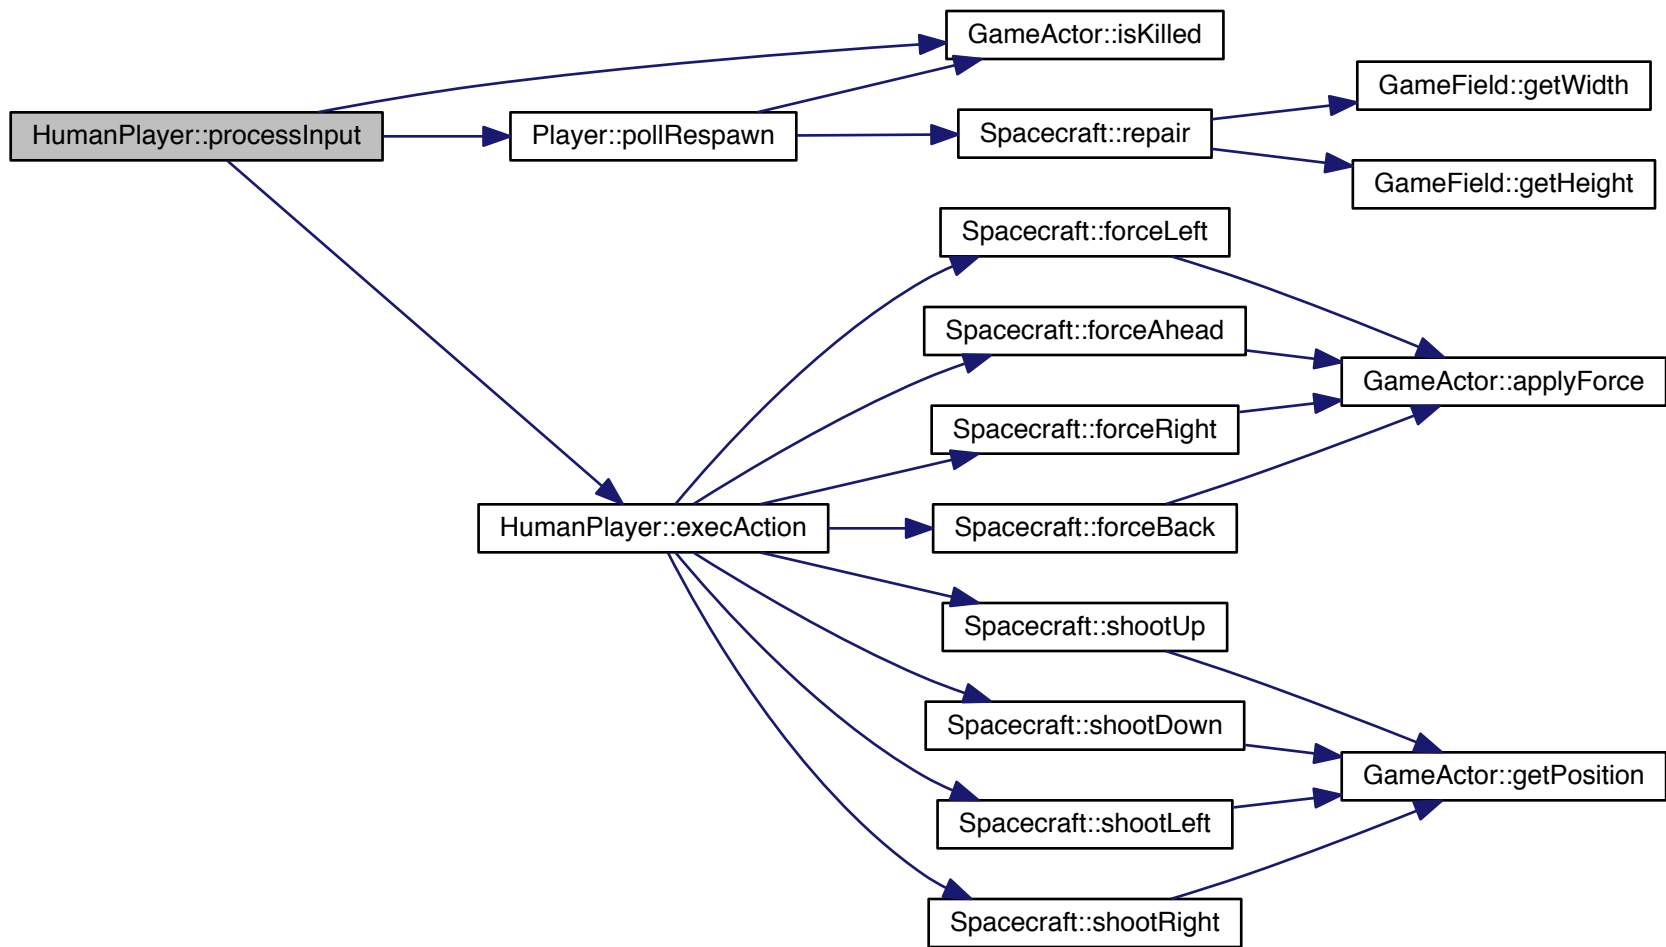 GameActor::isKilled
GameField::getWidth
HumanPlayer::processInput
Player::pollRespawn
Spacecraft::repair
GameField::getHeight
Spacecraft::forceLeft
Spacecraft::forceAhead
GameActor::applyForce
Spacecraft::forceRight
HumanPlayer::execAction
Spacecraft::forceBack
Spacecraft::shootUp
Spacecraft::shootDown
GameActor::getPosition
Spacecraft::shootLeft
Spacecraft::shootRight